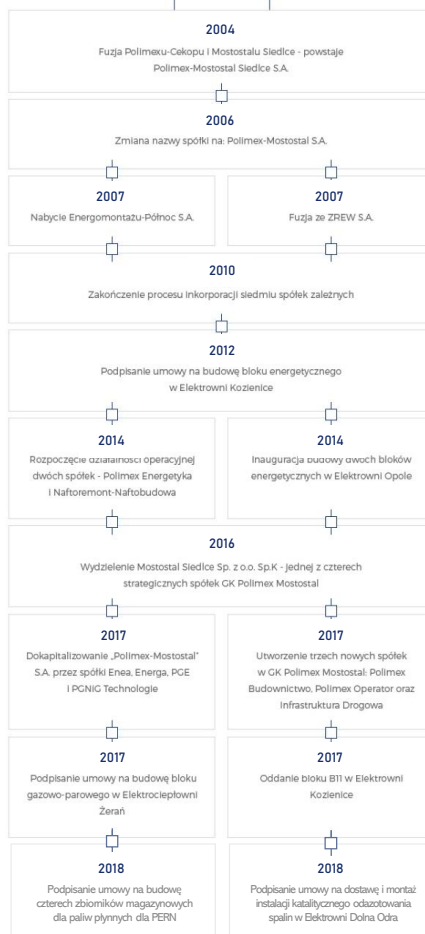 2004
Fuzja Polimexu-Cekopu i Mostostalu Siedlce - powstaje
Polimex-Mostostal Siedlce S.A.
2006
Zmiana nazwy spółki na: Polimex-Mostostal S.A.
2007
Nabycie Energomontażu-Północ S.A.
2007
Fuzja ze ZREW S.A.
2010
Zakończenie procesu inkorporacji siedmiu spółek zależnych
2012
Podpisanie umowy na budowę bloku energetycznego
w Elektrowni Kozienice
2014
Rozpoczęcie działalności operacyjnej
dwóch spółek - Polimex Energetyka
i Naftoremont-Naftobudowa
2014
Inauguracja budowy dwóch bloków
energetycznych w Elektrowni Opole
2016
Wydzielenie Mostostal Siedlce Sp. z o.o. Sp.K - jednej z czterech
strategicznych spółek GK Polimex Mostostal
2017
Dokapitalizowanie „Polimex-Mostostal”
S.A. przez spółki Enea, Energa, PGE
i PGNiG Technologie
2017
Utworzenie trzech nowych spółek
w GK Polimex Mostostal: Polimex
Budownictwo, Polimex Operator oraz
Infrastruktura Drogowa
2017
Podpisanie umowy na budowę bloku
gazowo-parowego w Elektrociepłowni
Żerań
2017
Oddanie bloku B11 w Elektrowni
Kozienice
2018
Podpisanie umowy na budowę
czterech zbiorników magazynowych
dla paliw płynnych dla PERN
2018
Podpisanie umowy na dostawę i montaż
instalacji katalitycznego odazotowania
spalin w Elektrowni Dolna Odra